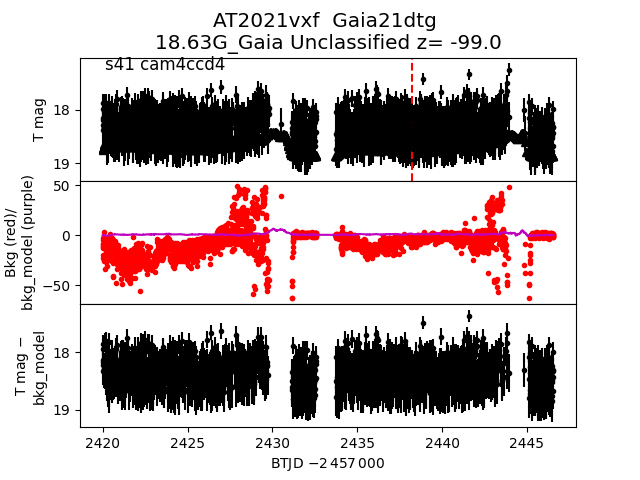 AT2021vxf  Gaia21dtg
18.63G_Gaia Unclassified z= -99.0
s41 cam4ccd4
T mag
18
19
Bkg (red)/
bkg_model (purple)
50
0
−50
T mag −
bkg_model
18
19
2420 2425 2430 2435 2440 2445
BTJD −2 457 000